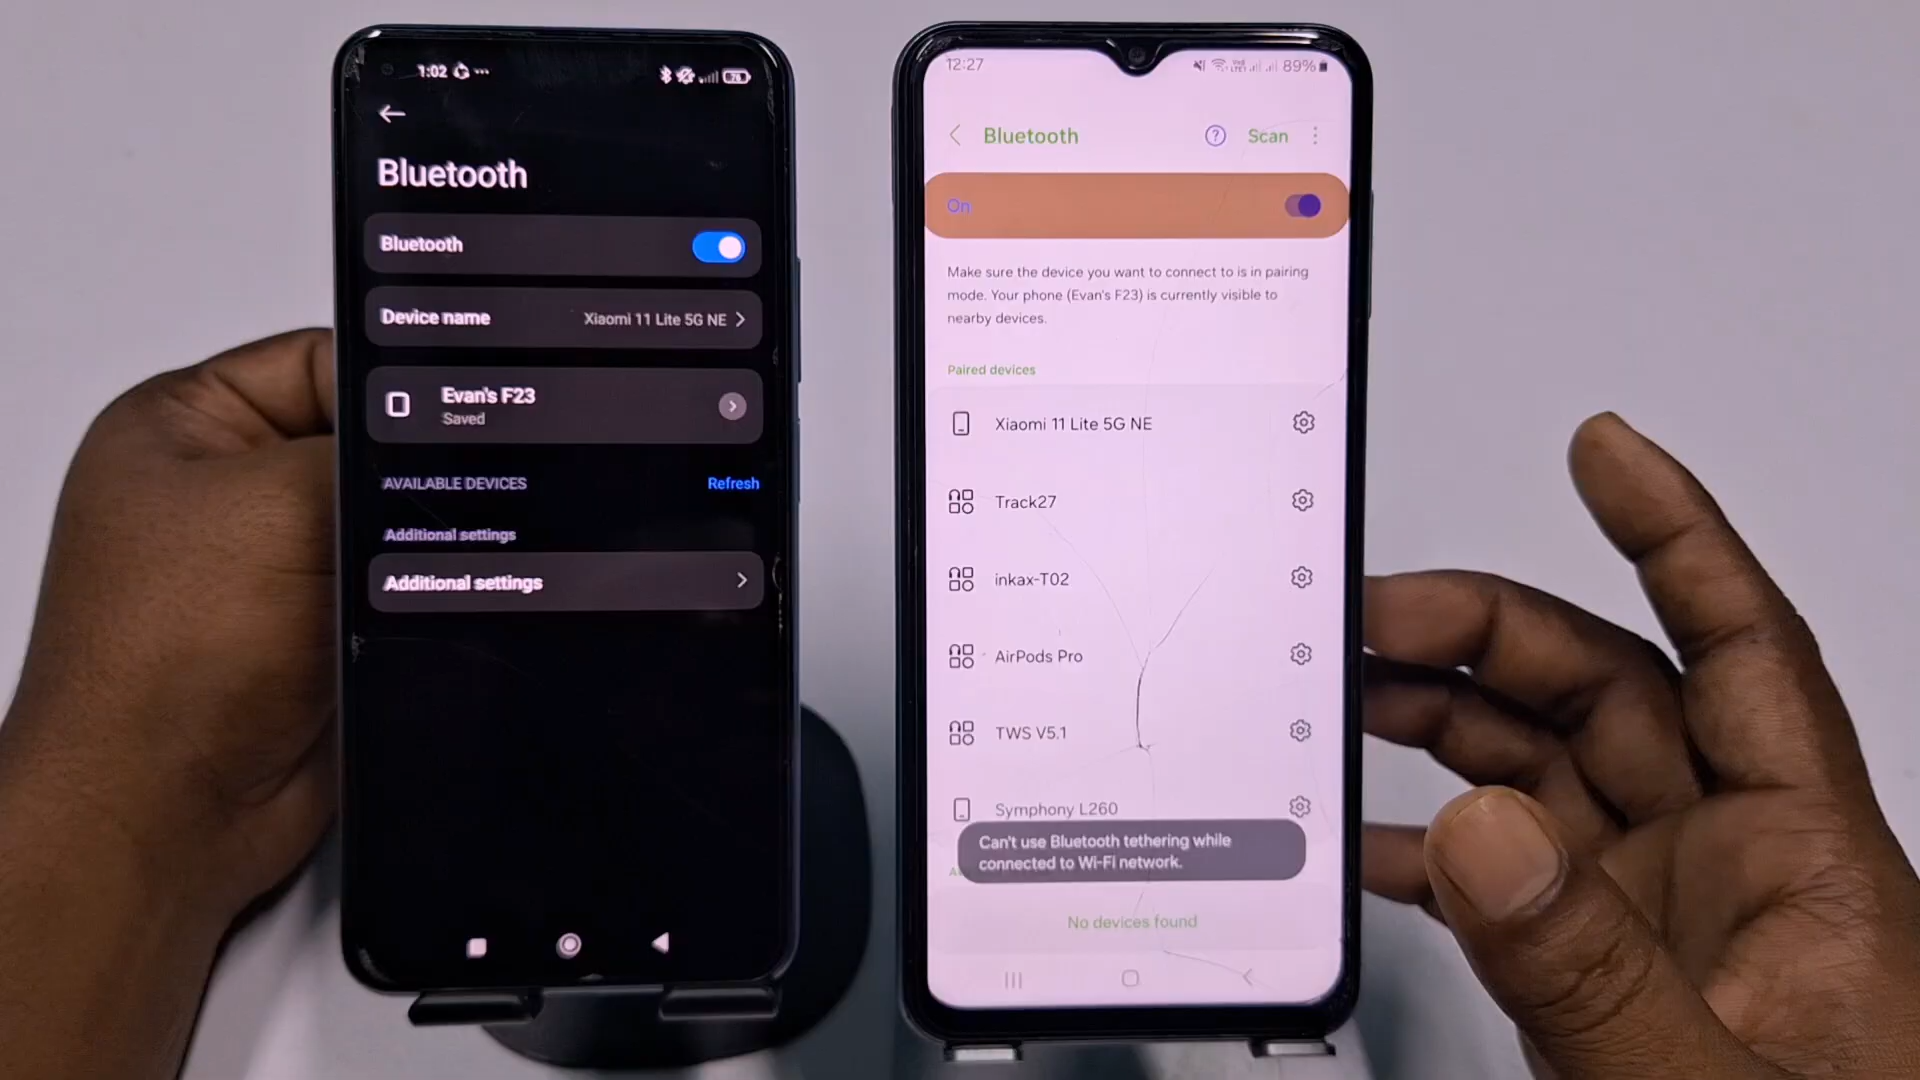 1:02
76
Bluetooth
Bluetooth
Device name
Xiaomi 11 Lite 5G NE
Evan's F23
Saved
AVAILABLE DEVICES
Refresh
Additional settings
Additional settings
12:27
89%
Bluetooth
Scan
On
Make sure the device you want to connect to is in pairing
mode. Your phone (Evan's F23) is currently visible to
nearby devices.
Paired devices
Xiaomi 11 Lite 5G NE
Track27
inkax-T02
AirPods Pro
TWS V5.1
Symphony L260
Can't use Bluetooth tethering while
connected to Wi-Fi network.
No devices found